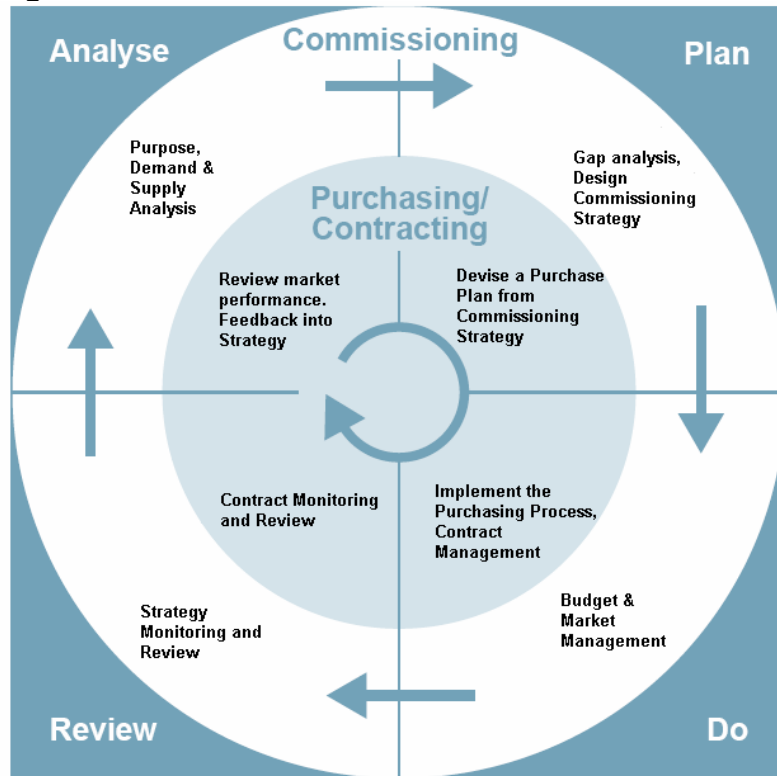 Analyse
Commissioning
Plan
Purpose,
Demand &
Supply
Analysis
Gap analysis,
Design
Commissioning
Strategy
Purchasing/
Contracting
Review market
performance.
Feedback into
Strategy
Devise a Purchase
Plan from
Commissioning
Strategy
Contract Monitoring
and Review
Implement the
Purchasing Process,
Contract
Management
Strategy
Monitoring and
Review
Budget &
Market
Management
Review
Do